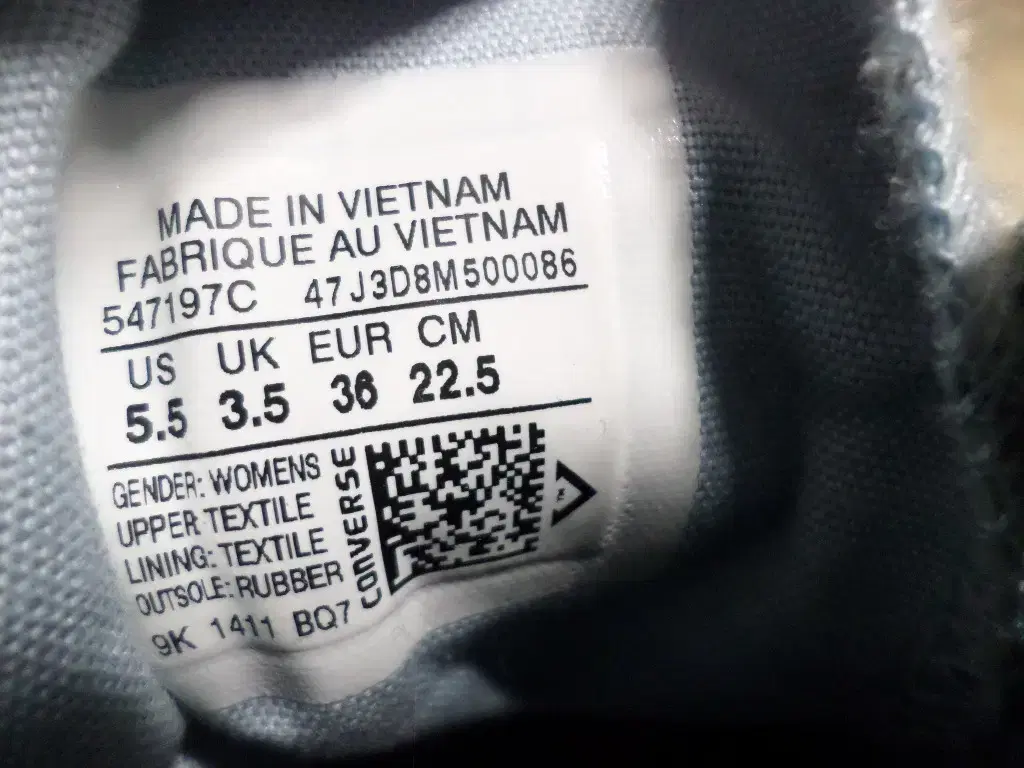 MADE IN VIETNAM
FABRIQUE AU VIETNAM
547197C 47J3D8M500086
US UK EUR CM
5.5 3.5 36 22.5
GENDER: WOMENS
UPPER TEXTILE
LINING: TEXTILE
OUTSOLE: RUBBER
9K 1411 BQ7
CONVERSE
TM